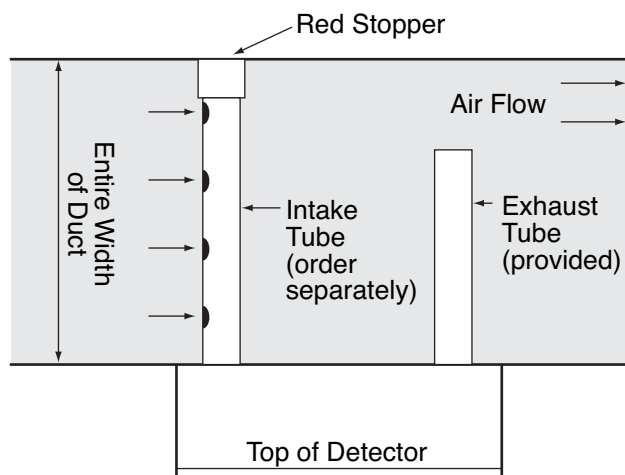 Red Stopper
Air Flow
Entire Width
of Duct
Intake
Tube
(order
separately)
Exhaust
Tube
(provided)
Top of Detector